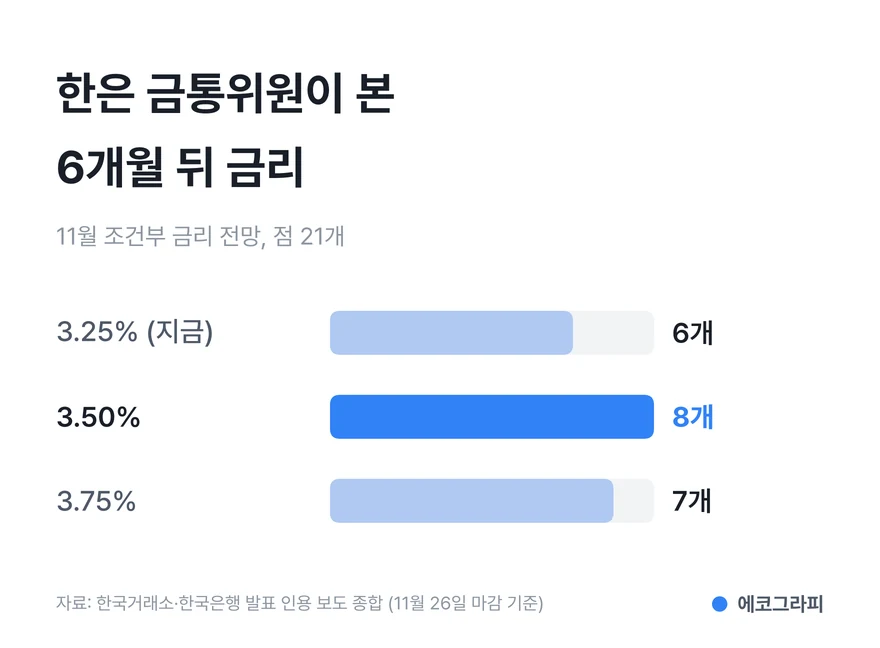 한은 금통위원이 본
6개월 뒤 금리
11월 조건부 금리 전망, 점 21개
3.25% (지금) 6개
3.50% 8개
3.75% 7개
자료: 한국거래소·한국은행 발표 인용 보도 종합 (11월 26일 마감 기준)
에코그라피